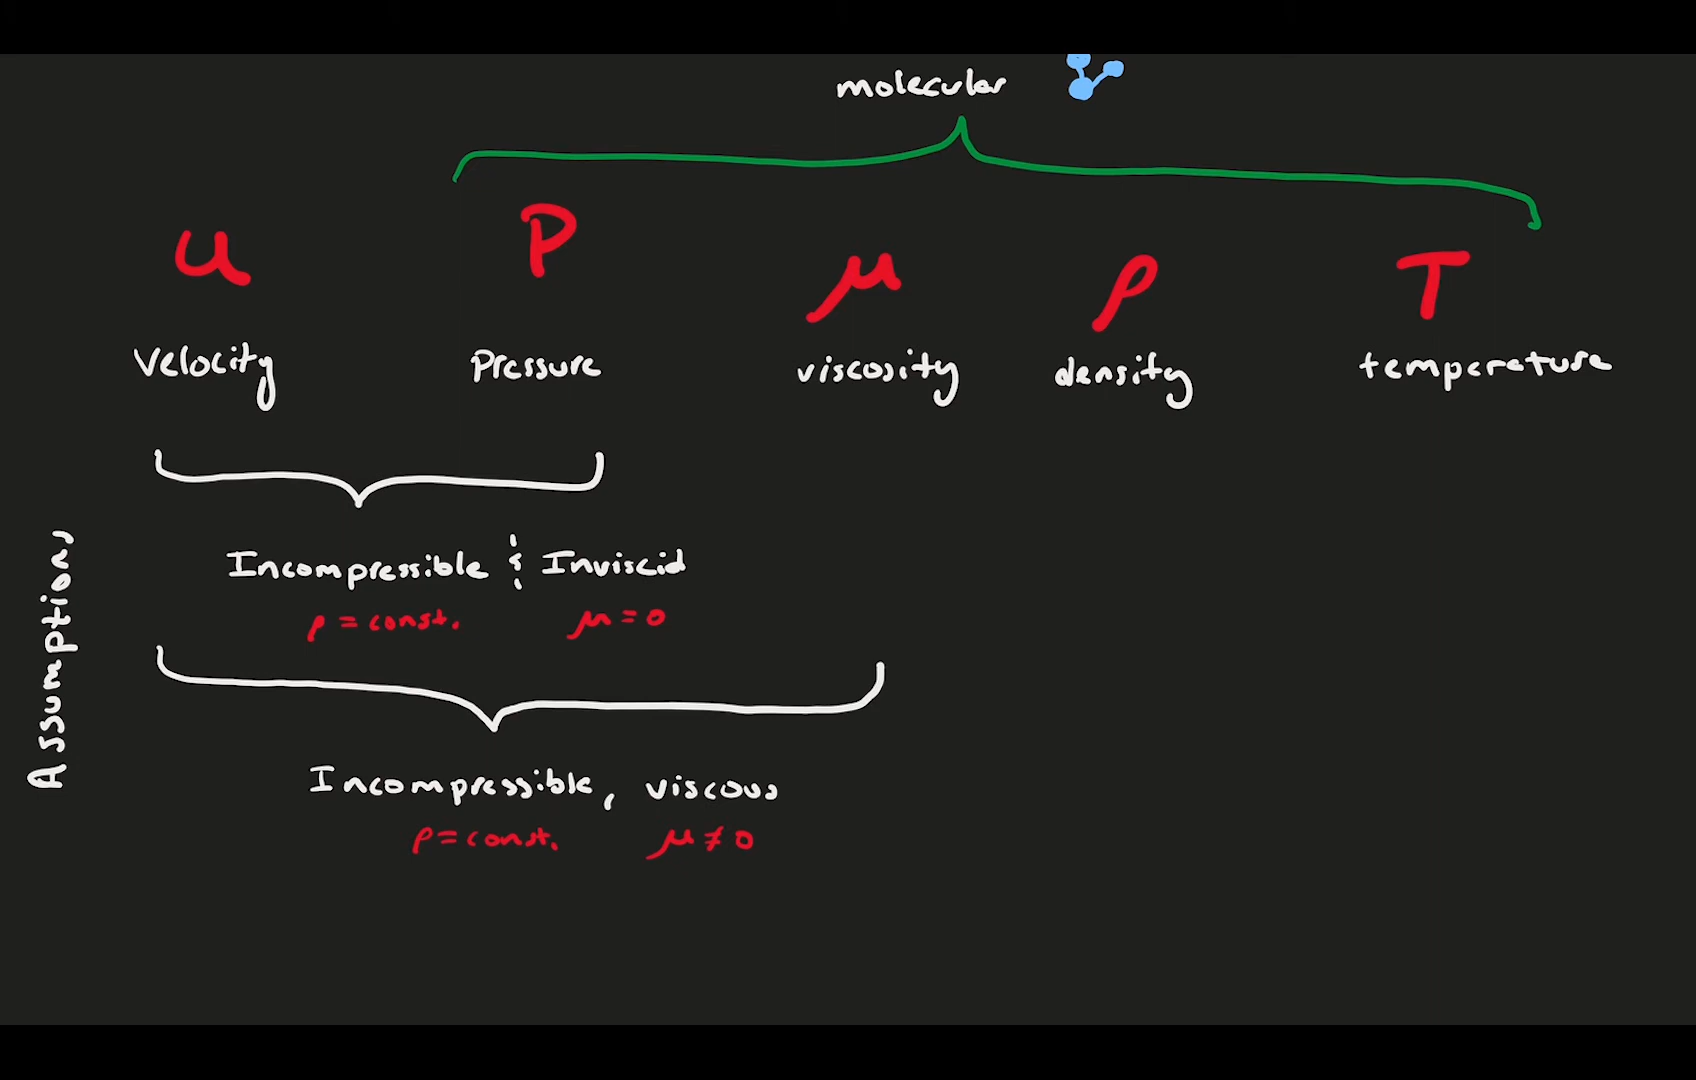 molecular
u P μ ρ T
Velocity Pressure viscosity density temperature
Assumptions
Incompressible & Inviscid
ρ = const. μ = 0
Incompressible, viscous
ρ = const. μ ≠ 0